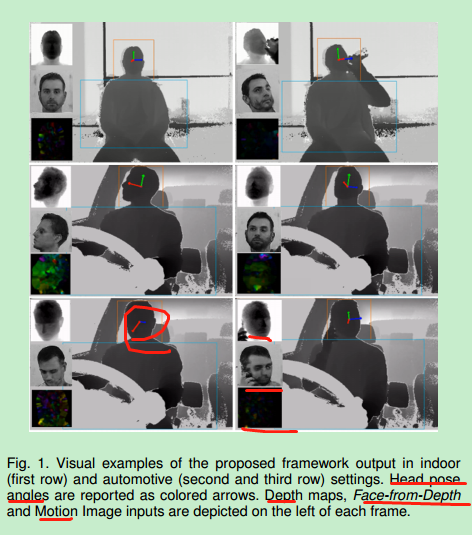 Fig. 1. Visual examples of the proposed framework output in indoor
(first row) and automotive (second and third row) settings. Head pose
angles are reported as colored arrows. Depth maps, Face-from-Depth
and Motion Image inputs are depicted on the left of each frame.